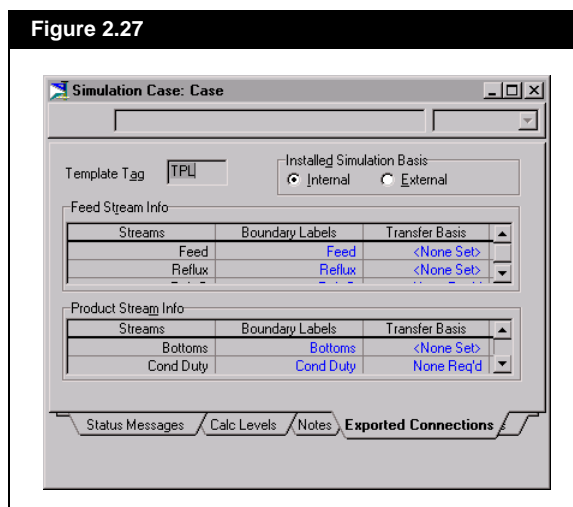 Figure 2.27
Simulation Case: Case
Template Tag TPL
Installed Simulation Basis
Internal External
Feed Stream Info
Streams Boundary Labels Transfer Basis
Feed Feed <None Set>
Reflux Reflux <None Set>
Product Stream Info
Streams Boundary Labels Transfer Basis
Bottoms Bottoms <None Set>
Cond Duty Cond Duty None Req'd
Status Messages Calc Levels Notes Exported Connections